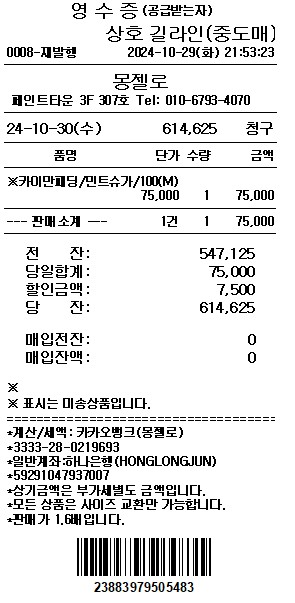 영 수 증 (공급받는자)
상호 길라인(중도매)
0008-재발행 2024-10-29(화) 21:53:23
몽젤로
페인트타운 3F 307호 Tel: 010-6793-4070
24-10-30(수) 614,625 청구
품명 단가 수량 금액
※카이만패딩/민트슈가/100(M)
75,000 1 75,000
--- 판매소계 --- 1건 1 75,000
전 잔: 547,125
당일합계: 75,000
할인금액: 7,500
당 잔: 614,625
매입전잔: 0
매입잔액: 0
※
※ 표시는 미송상품입니다.
*계산/세액: 카카오뱅크(몽젤로)
*3333-28-0219693
*일반계좌:하나은행(HONGLONGJUN)
*59291047937007
*상기금액은 부가세별도 금액입니다.
*모든 상품은 사이즈 교환만 가능합니다.
*판매가 1.6배입니다.
23883979505483